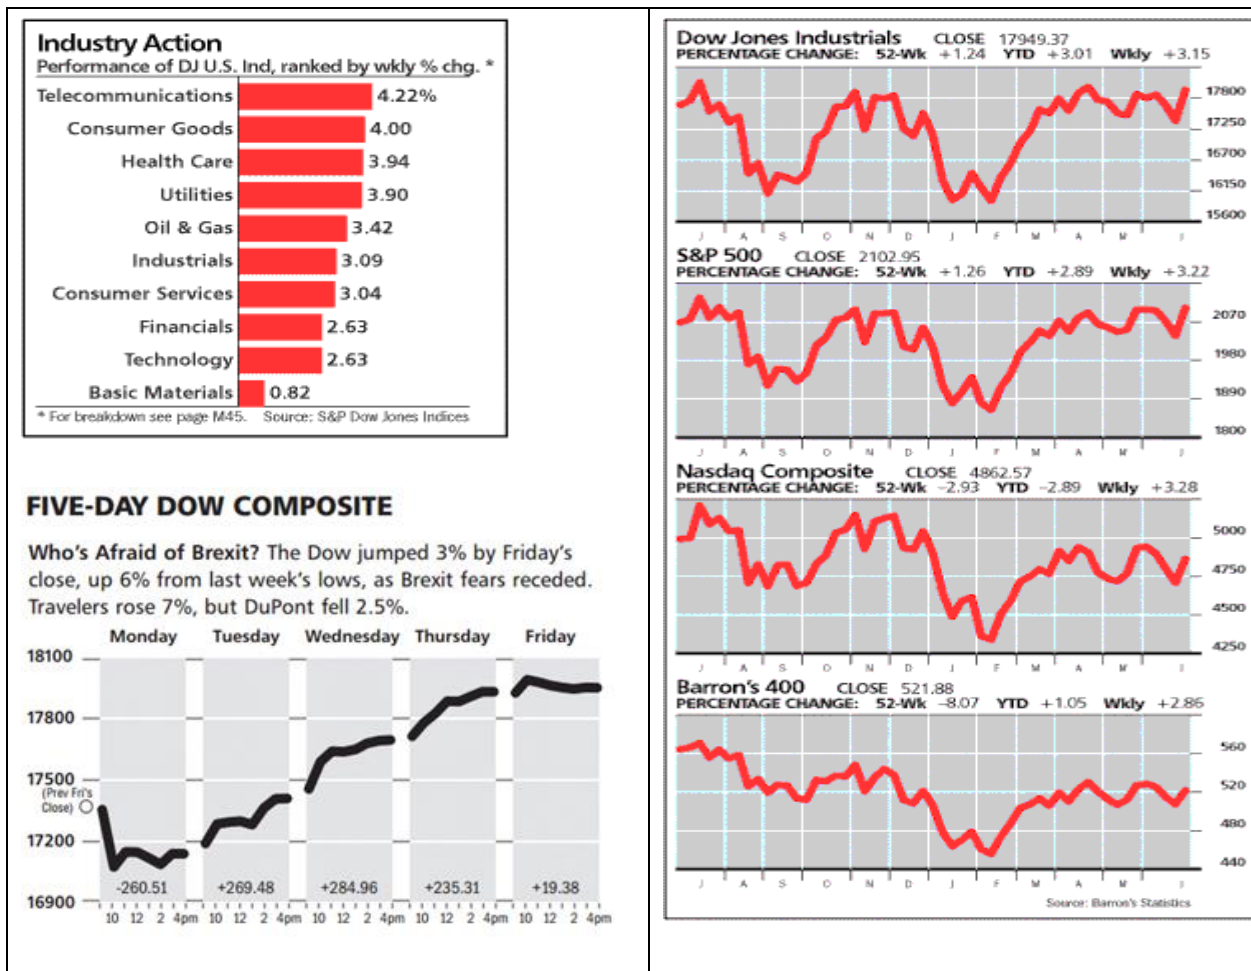 Industry Action
Performance of DJ U.S. Ind, ranked by wkly % chg. *
Telecommunications 4.22%
Consumer Goods 4.00
Health Care 3.94
Utilities 3.90
Oil & Gas 3.42
Industrials 3.09
Consumer Services 3.04
Financials 2.63
Technology 2.63
Basic Materials 0.82
* For breakdown see page M45. Source: S&P Dow Jones Indices
FIVE-DAY DOW COMPOSITE
Who's Afraid of Brexit? The Dow jumped 3% by Friday's
close, up 6% from last week's lows, as Brexit fears receded.
Travelers rose 7%, but DuPont fell 2.5%.
Monday Tuesday Wednesday Thursday Friday
18100
17800
17500
(Prev Fri's
Close)
17200
-260.51 +269.48 +284.96 +235.31 +19.38
16900
10 12 2 4pm 10 12 2 4pm 10 12 2 4pm 10 12 2 4pm 10 12 2 4pm
Dow Jones Industrials CLOSE 17949.37
PERCENTAGE CHANGE: 52-Wk +1.24 YTD +3.01 Wkly +3.15
17800
17250
16700
16150
15600
J A S O N D J F M A M J
S&P 500 CLOSE 2102.95
PERCENTAGE CHANGE: 52-Wk +1.26 YTD +2.89 Wkly +3.22
2070
1980
1890
1800
J A S O N D J F M A M J
Nasdaq Composite CLOSE 4862.57
PERCENTAGE CHANGE: 52-Wk -2.93 YTD -2.89 Wkly +3.28
5000
4750
4500
4250
J A S O N D J F M A M J
Barron's 400 CLOSE 521.88
PERCENTAGE CHANGE: 52-Wk -8.07 YTD +1.05 Wkly +2.86
560
520
480
440
J A S O N D J F M A M J
Source: Barron's Statistics